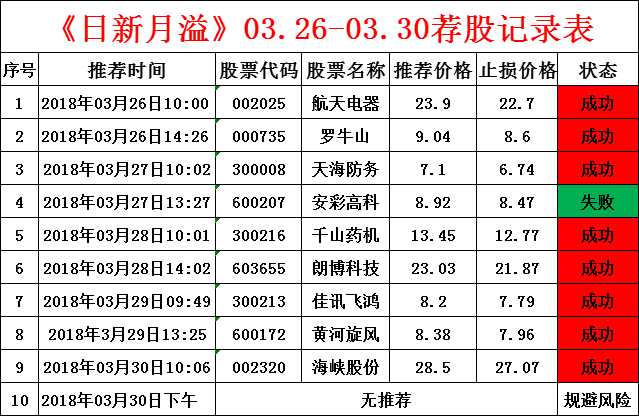 《日新月溢》03.26-03.30荐股记录表
序号 推荐时间 股票代码 股票名称 推荐价格 止损价格 状态
1 2018年03月26日10:00 002025 航天电器 23.9 22.7 成功
2 2018年03月26日14:26 000735 罗牛山 9.04 8.6 成功
3 2018年03月27日10:02 300008 天海防务 7.1 6.74 成功
4 2018年03月27日13:27 600207 安彩高科 8.92 8.47 失败
5 2018年03月28日10:01 300216 千山药机 13.45 12.77 成功
6 2018年03月28日14:02 603655 朗博科技 23.03 21.87 成功
7 2018年03月29日09:49 300213 佳讯飞鸿 8.2 7.79 成功
8 2018年3月29日13:25 600172 黄河旋风 8.38 7.96 成功
9 2018年03月30日10:06 002320 海峡股份 28.5 27.07 成功
10 2018年03月30日下午 无推荐 规避风险